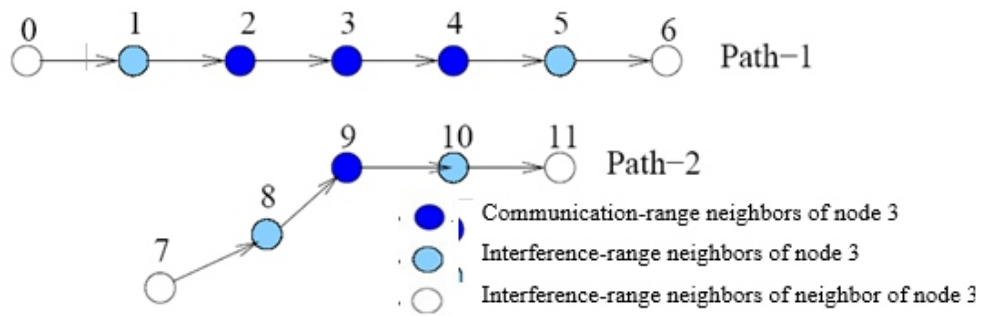 0 1 2 3 4 5 6
Path-1
9 10 11
Path-2
8
7
Communication-range neighbors of node 3
Interference-range neighbors of node 3
Interference-range neighbors of neighbor of node 3